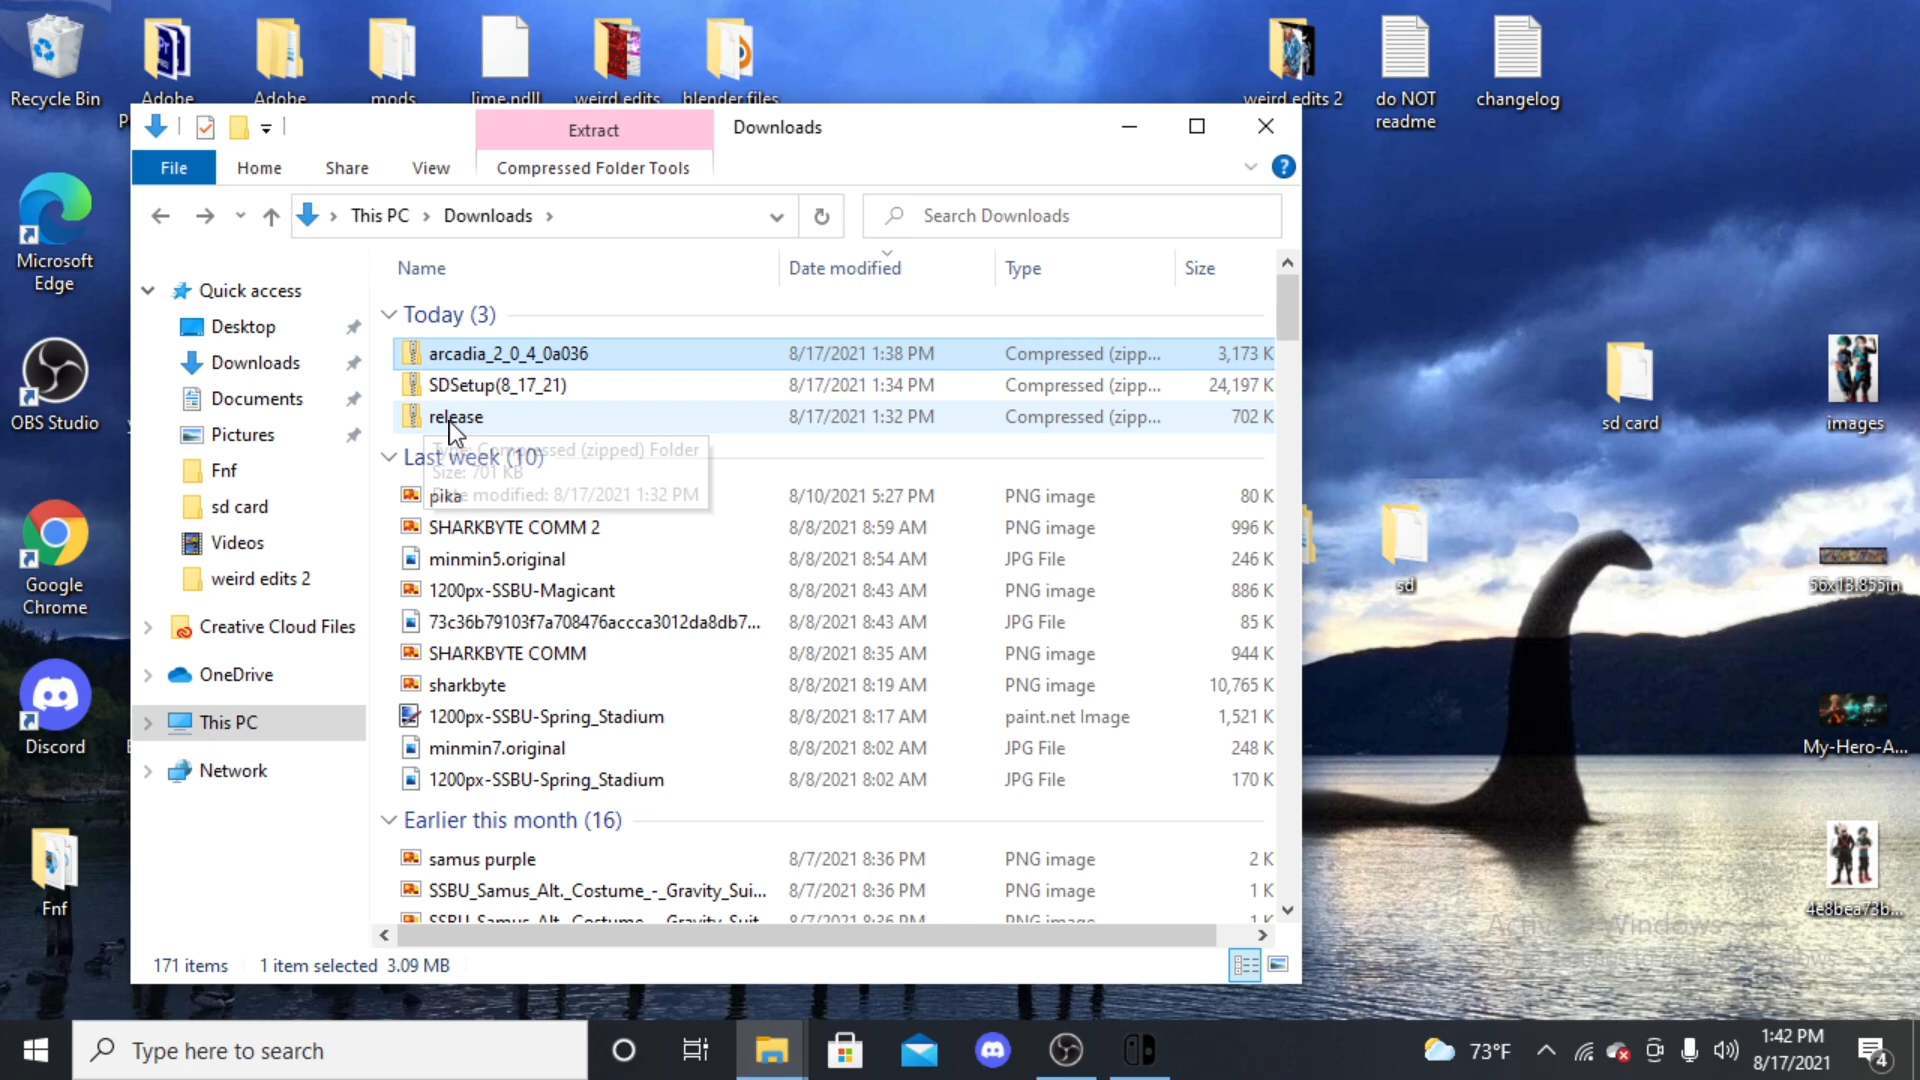 Recycle Bin
Adobe
Adobe
mods
lime.ndll
weird edits
blender files
weird edits 2
do NOT
readme
changelog
Extract
Downloads
File
Home
Share
View
Compressed Folder Tools
This PC
Downloads
Search Downloads
Microsoft
Edge
OBS Studio
Google
Chrome
Discord
Fnf
Quick access
Desktop
Downloads
Documents
Pictures
Fnf
sd card
Videos
weird edits 2
Creative Cloud Files
OneDrive
This PC
Network
Name Date modified Type Size
Today (3)
arcadia_2_0_4_0a036 8/17/2021 1:38 PM Compressed (zipp... 3,173 K
SDSetup(8_17_21) 8/17/2021 1:34 PM Compressed (zipp... 24,197 K
release 8/17/2021 1:32 PM Compressed (zipp... 702 K
Type: Compressed (zipped) Folder
Size: 701 KB
Date modified: 8/17/2021 1:32 PM
Last week (10)
pika 8/10/2021 5:27 PM PNG image 80 K
SHARKBYTE COMM 2 8/8/2021 8:59 AM PNG image 996 K
minmin5.original 8/8/2021 8:54 AM JPG File 246 K
1200px-SSBU-Magicant 8/8/2021 8:43 AM PNG image 886 K
73c36b79103f7a708476accca3012da8db7... 8/8/2021 8:43 AM JPG File 85 K
SHARKBYTE COMM 8/8/2021 8:35 AM PNG image 944 K
sharkbyte 8/8/2021 8:19 AM PNG image 10,765 K
1200px-SSBU-Spring_Stadium 8/8/2021 8:17 AM paint.net Image 1,521 K
minmin7.original 8/8/2021 8:02 AM JPG File 248 K
1200px-SSBU-Spring_Stadium 8/8/2021 8:02 AM JPG File 170 K
Earlier this month (16)
samus purple 8/7/2021 8:36 PM PNG image 2 K
SSBU_Samus_Alt._Costume_-_Gravity_Sui... 8/7/2021 8:36 PM PNG image 1 K
171 items 1 item selected 3.09 MB
sd card
images
sd
56x13.855in
My-Hero-A...
4e8bea73b...
Activate Windows
Type here to search
73°F
1:42 PM
8/17/2021
4